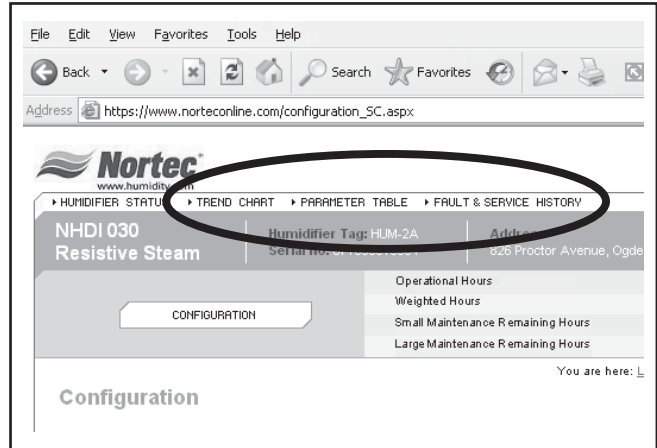 File Edit View Favorites Tools Help
Back Search Favorites
Address https://www.norteconline.com/configuration_SC.aspx
Nortec
www.humidity.com
HUMIDIFIER STATUS TREND CHART PARAMETER TABLE FAULT & SERVICE HISTORY
NHDI 030 Humidifier Tag: HUM-2A
Resistive Steam Serial no: 826 Proctor Avenue, Ogde
Operational Hours
Weighted Hours
CONFIGURATION
Small Maintenance Remaining Hours
Large Maintenance Remaining Hours
You are here: L
Configuration